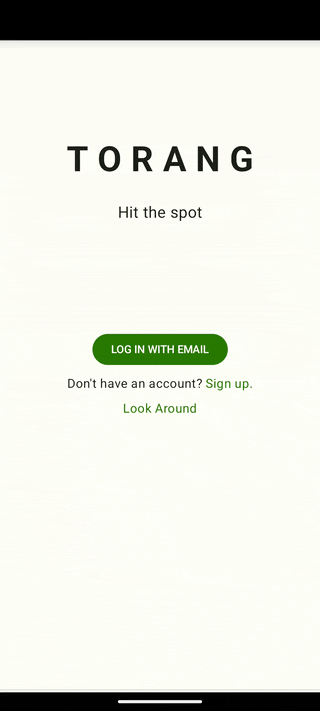 TORANG
Hit the spot
LOG IN WITH EMAIL
Don't have an account? Sign up.
Look Around